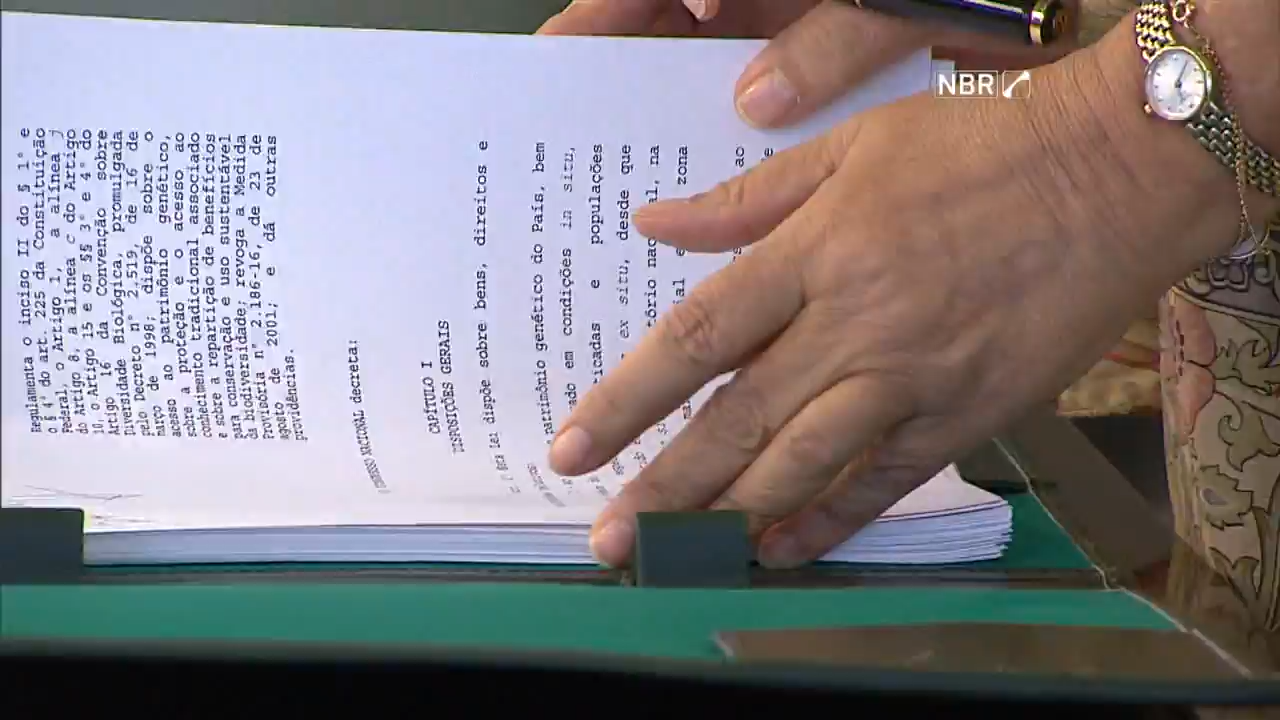 NBR
Regulamenta o inciso II do § 1º e
o § 4º do art. 225 da Constituição
Federal, o Artigo 1, a alínea j
do Artigo 8, a alínea c do Artigo
10, o Artigo 15 e os §§ 3º e 4º do
Artigo 16 da Convenção sobre
Diversidade Biológica, promulgada
pelo Decreto nº 2.519, de 16 de
março de 1998; dispõe sobre o
acesso ao patrimônio genético,
sobre a proteção e o acesso ao
conhecimento tradicional associado
e sobre a repartição de benefícios
para conservação e uso sustentável
da biodiversidade; revoga a Medida
Provisória nº 2.186-16, de 23 de
agosto de 2001; e dá outras
providências.
O CONGRESSO NACIONAL decreta:
CAPÍTULO I
DISPOSIÇÕES GERAIS
Esta Lei dispõe sobre bens, direitos e
patrimônio genético do País, bem
em condições in situ,
e populações
ex situ, desde que
na
zona
ao